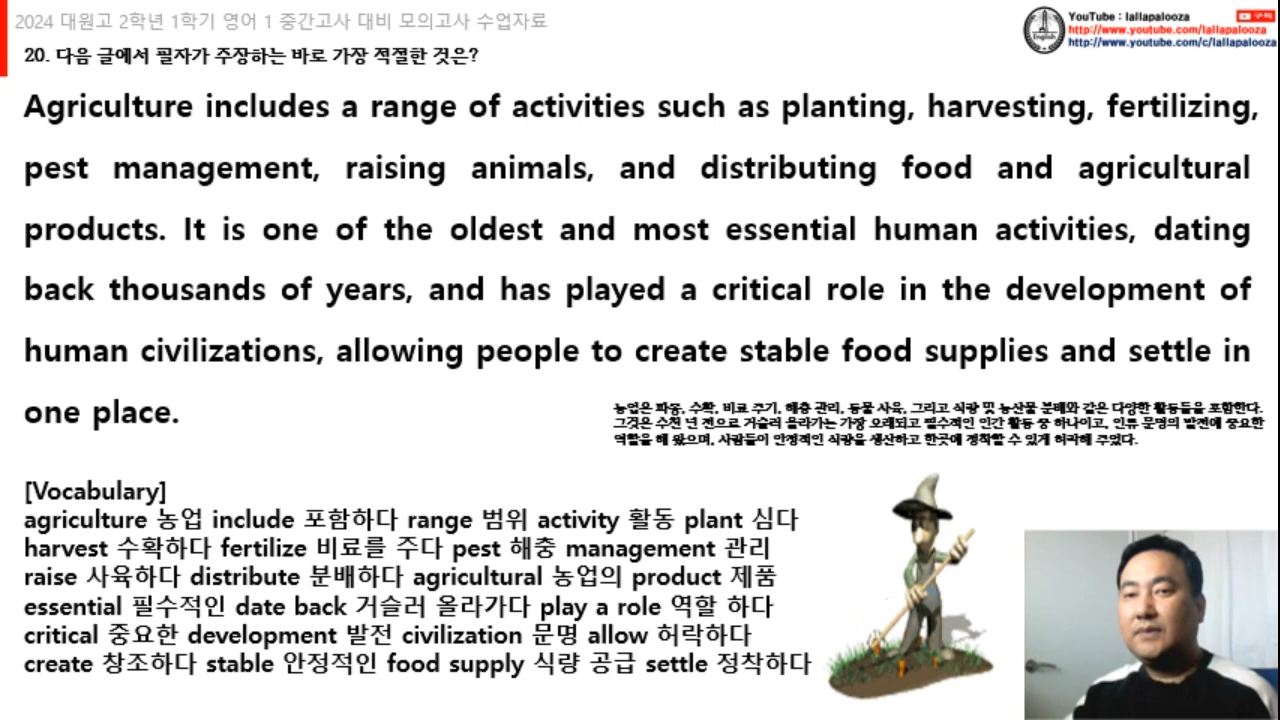 2024 대원고 2학년 1학기 영어 1 중간고사 대비 모의고사 수업자료
YouTube : lallapalooza
http://www.youtube.com/lallapalooza
http://www.youtube.com/c/lallapalooza
20. 다음 글에서 필자가 주장하는 바로 가장 적절한 것은?
Agriculture includes a range of activities such as planting, harvesting, fertilizing,
pest management, raising animals, and distributing food and agricultural
products. It is one of the oldest and most essential human activities, dating
back thousands of years, and has played a critical role in the development of
human civilizations, allowing people to create stable food supplies and settle in
one place.
농업은 파종, 수확, 비료 주기, 해충 관리, 동물 사육, 그리고 식량 및 농산물 분배와 같은 다양한 활동들을 포함한다.
그것은 수천 년 전으로 거슬러 올라가는 가장 오래되고 필수적인 인간 활동 중 하나이고, 인류 문명의 발전에 중요한
역할을 해 왔으며, 사람들이 안정적인 식량을 생산하고 한곳에 정착할 수 있게 허락해 주었다.
[Vocabulary]
agriculture 농업 include 포함하다 range 범위 activity 활동 plant 심다
harvest 수확하다 fertilize 비료를 주다 pest 해충 management 관리
raise 사육하다 distribute 분배하다 agricultural 농업의 product 제품
essential 필수적인 date back 거슬러 올라가다 play a role 역할 하다
critical 중요한 development 발전 civilization 문명 allow 허락하다
create 창조하다 stable 안정적인 food supply 식량 공급 settle 정착하다